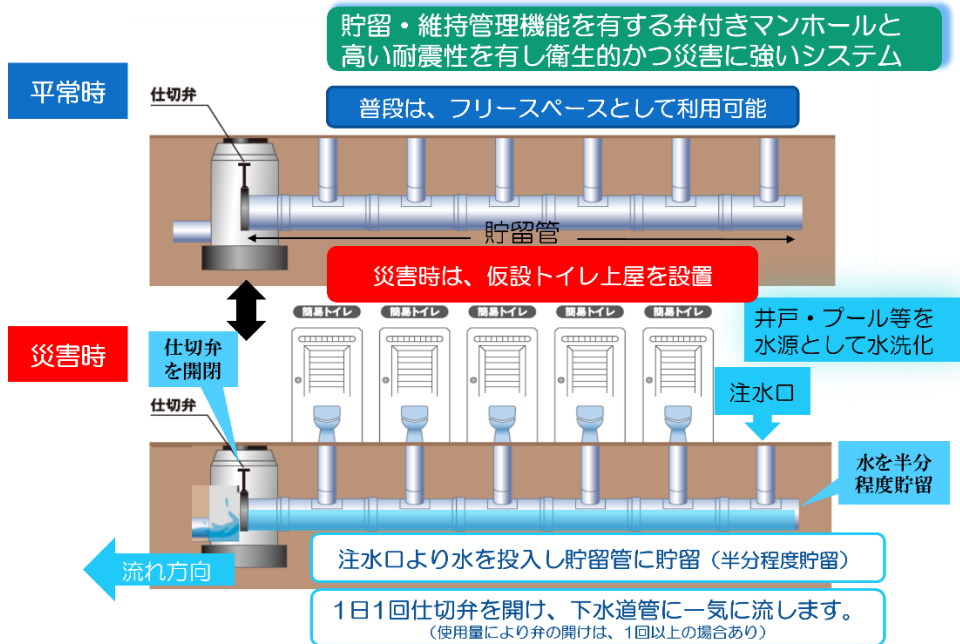 貯留・維持管理機能を有する弁付きマンホールと
高い耐震性を有し衛生的かつ災害に強いシステム
平常時
仕切弁
普段は、フリースペースとして利用可能
貯留管
災害時は、仮設トイレ上屋を設置
災害時
仕切弁
を開閉
簡易トイレ
簡易トイレ
簡易トイレ
簡易トイレ
簡易トイレ
井戸・プール等を
水源として水洗化
注水口
仕切弁
水を半分
程度貯留
流れ方向
注水口より水を投入し貯留管に貯留（半分程度貯留）
1日1回仕切弁を開け、下水道管に一気に流します。
（使用量により弁の開けは、1回以上の場合あり）